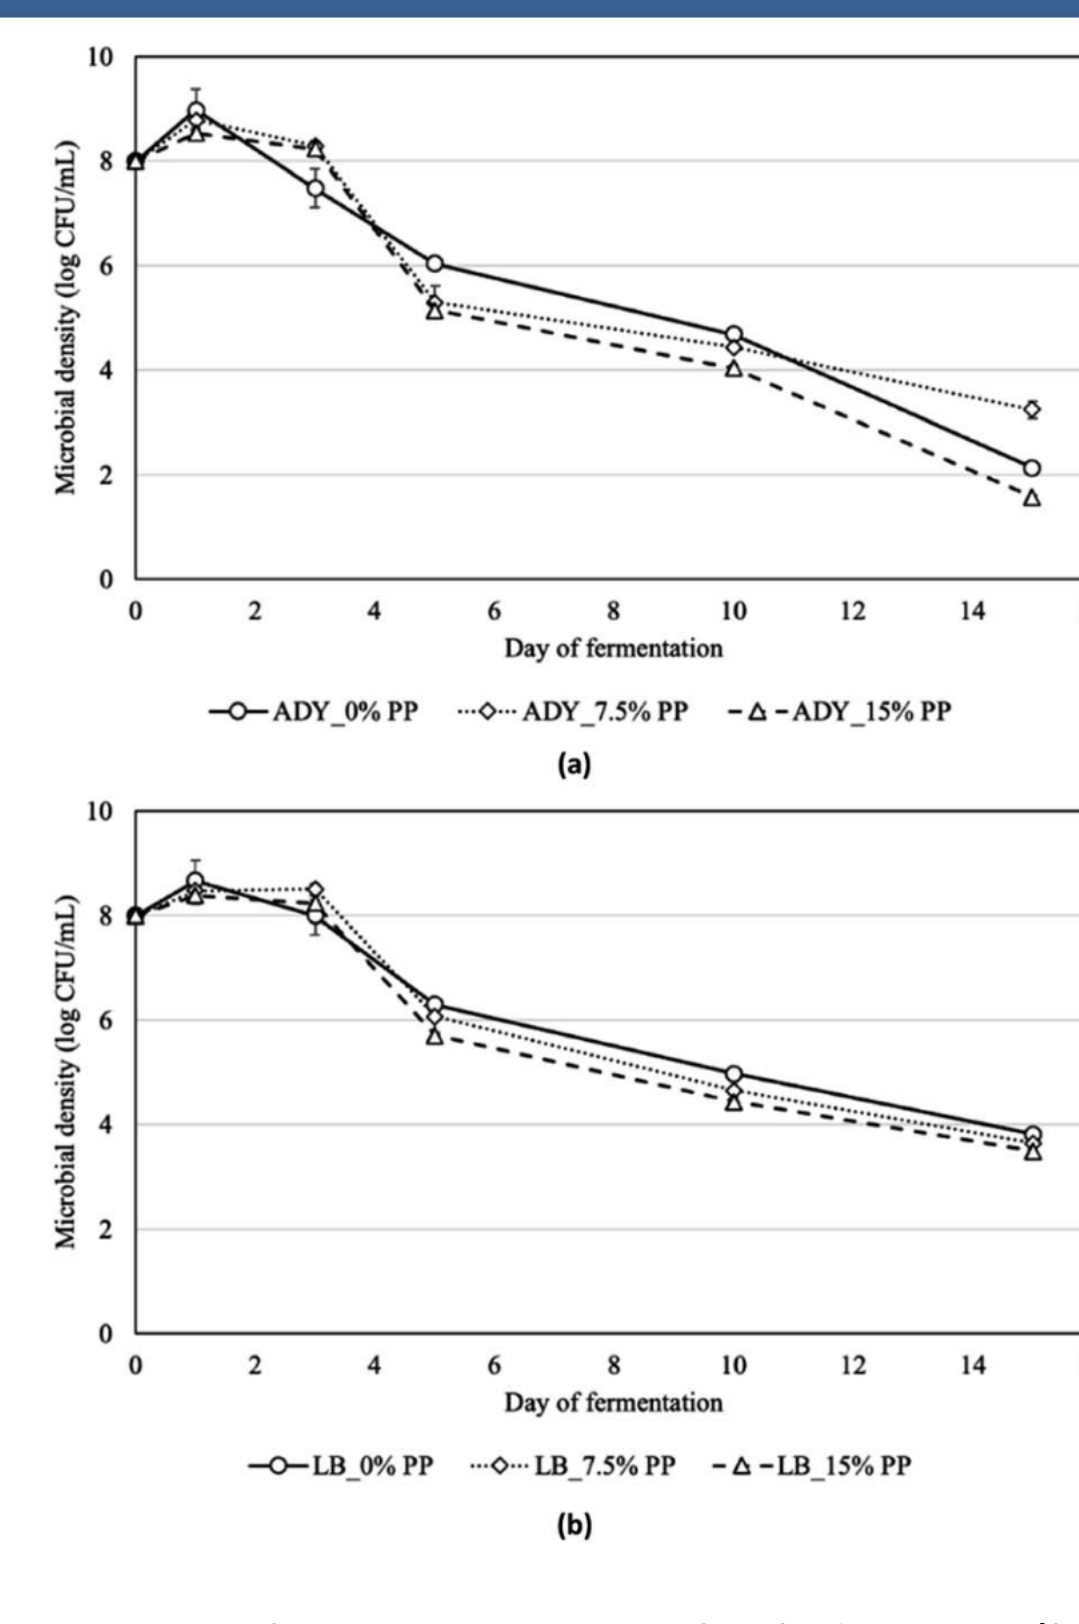 10
8
6
4
2
0
Microbial density (log CFU/mL)
0 2 4 6 8 10 12 14
Day of fermentation
ADY_0% PP ADY_7.5% PP ADY_15% PP
(a)
10
8
6
4
2
0
Microbial density (log CFU/mL)
0 2 4 6 8 10 12 14
Day of fermentation
LB_0% PP LB_7.5% PP LB_15% PP
(b)